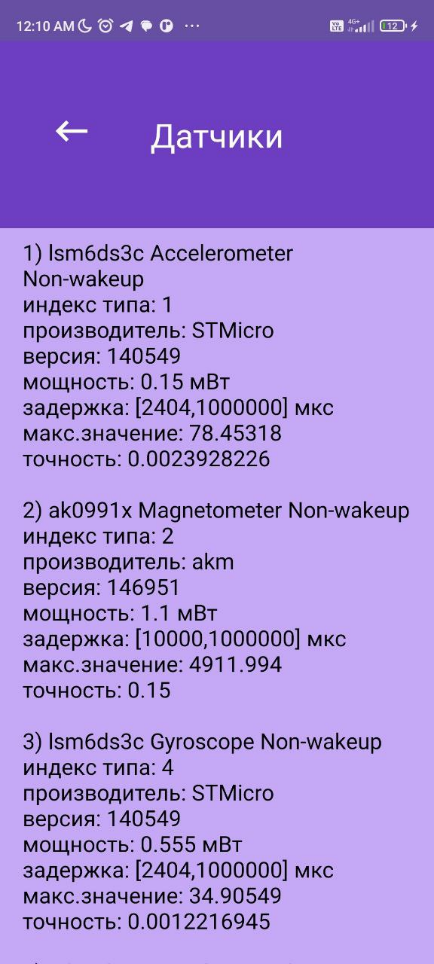 12:10 AM
Датчики
1) lsm6ds3c Accelerometer
Non-wakeup
индекс типа: 1
производитель: STMicro
версия: 140549
мощность: 0.15 мВт
задержка: [2404,1000000] мкс
макс.значение: 78.45318
точность: 0.0023928226
2) ak0991x Magnetometer Non-wakeup
индекс типа: 2
производитель: akm
версия: 146951
мощность: 1.1 мВт
задержка: [10000,1000000] мкс
макс.значение: 4911.994
точность: 0.15
3) lsm6ds3c Gyroscope Non-wakeup
индекс типа: 4
производитель: STMicro
версия: 140549
мощность: 0.555 мВт
задержка: [2404,1000000] мкс
макс.значение: 34.90549
точность: 0.0012216945